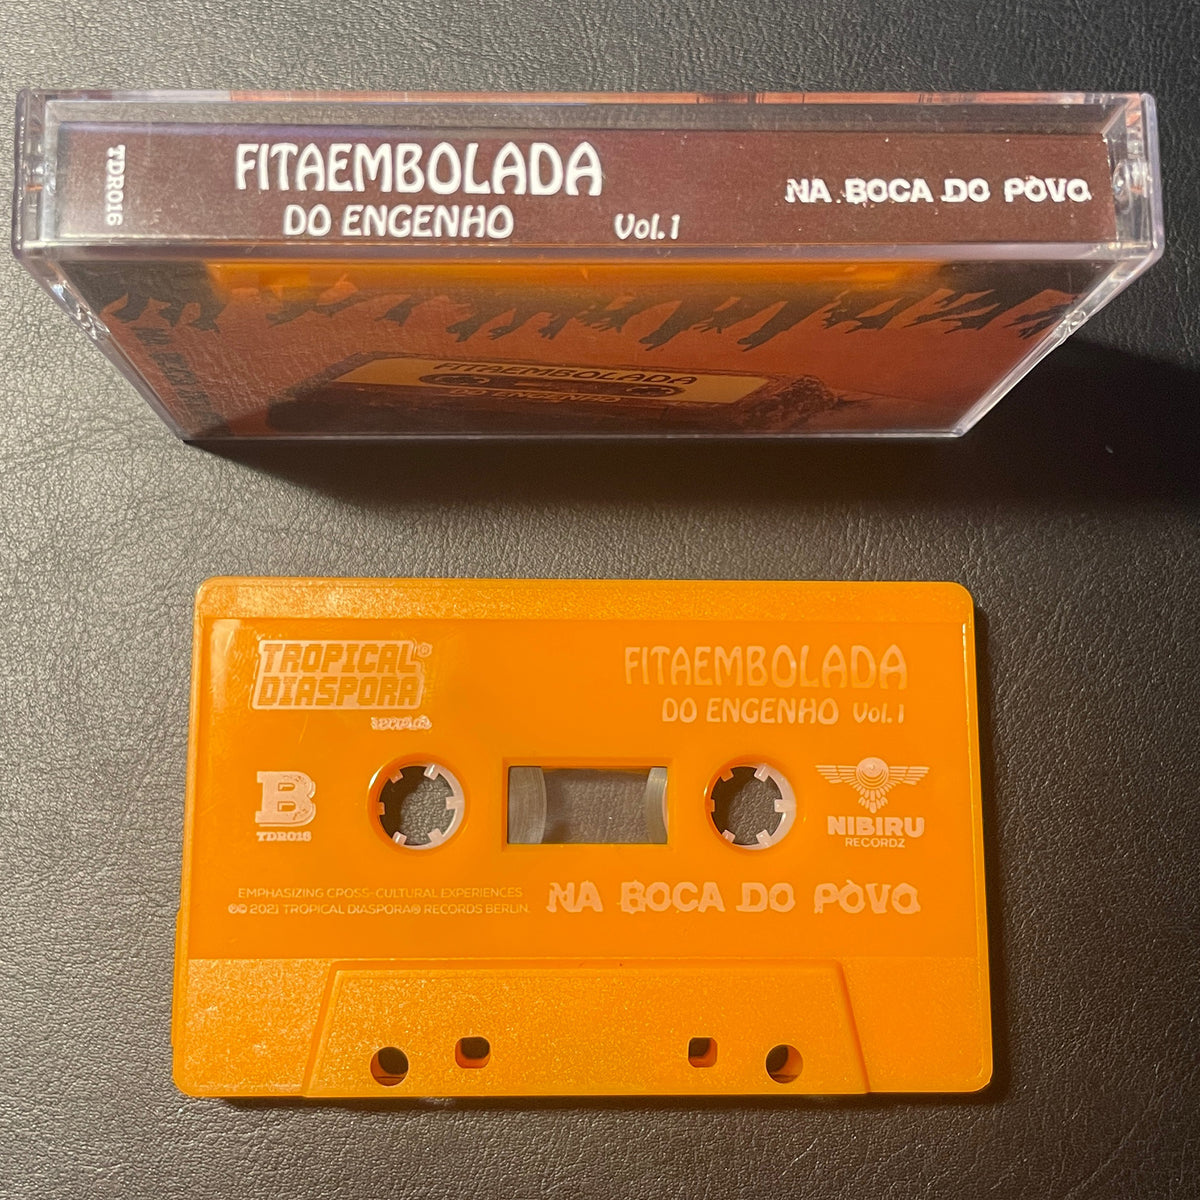 TDR016
FITAEMBOLADA
DO ENGENHO Vol.1
NA BOCA DO POVO
FITAEMBOLADA
DO ENGENHO
TROPICAL®
DIASPORA
records
FITAEMBOLADA
DO ENGENHO Vol.1
B
TDR016
NIBIRU
RECORDZ
EMPHASIZING CROSS-CULTURAL EXPERIENCES
℗© 2021 TROPICAL DIASPORA® RECORDS BERLIN.
NA BOCA DO POVO